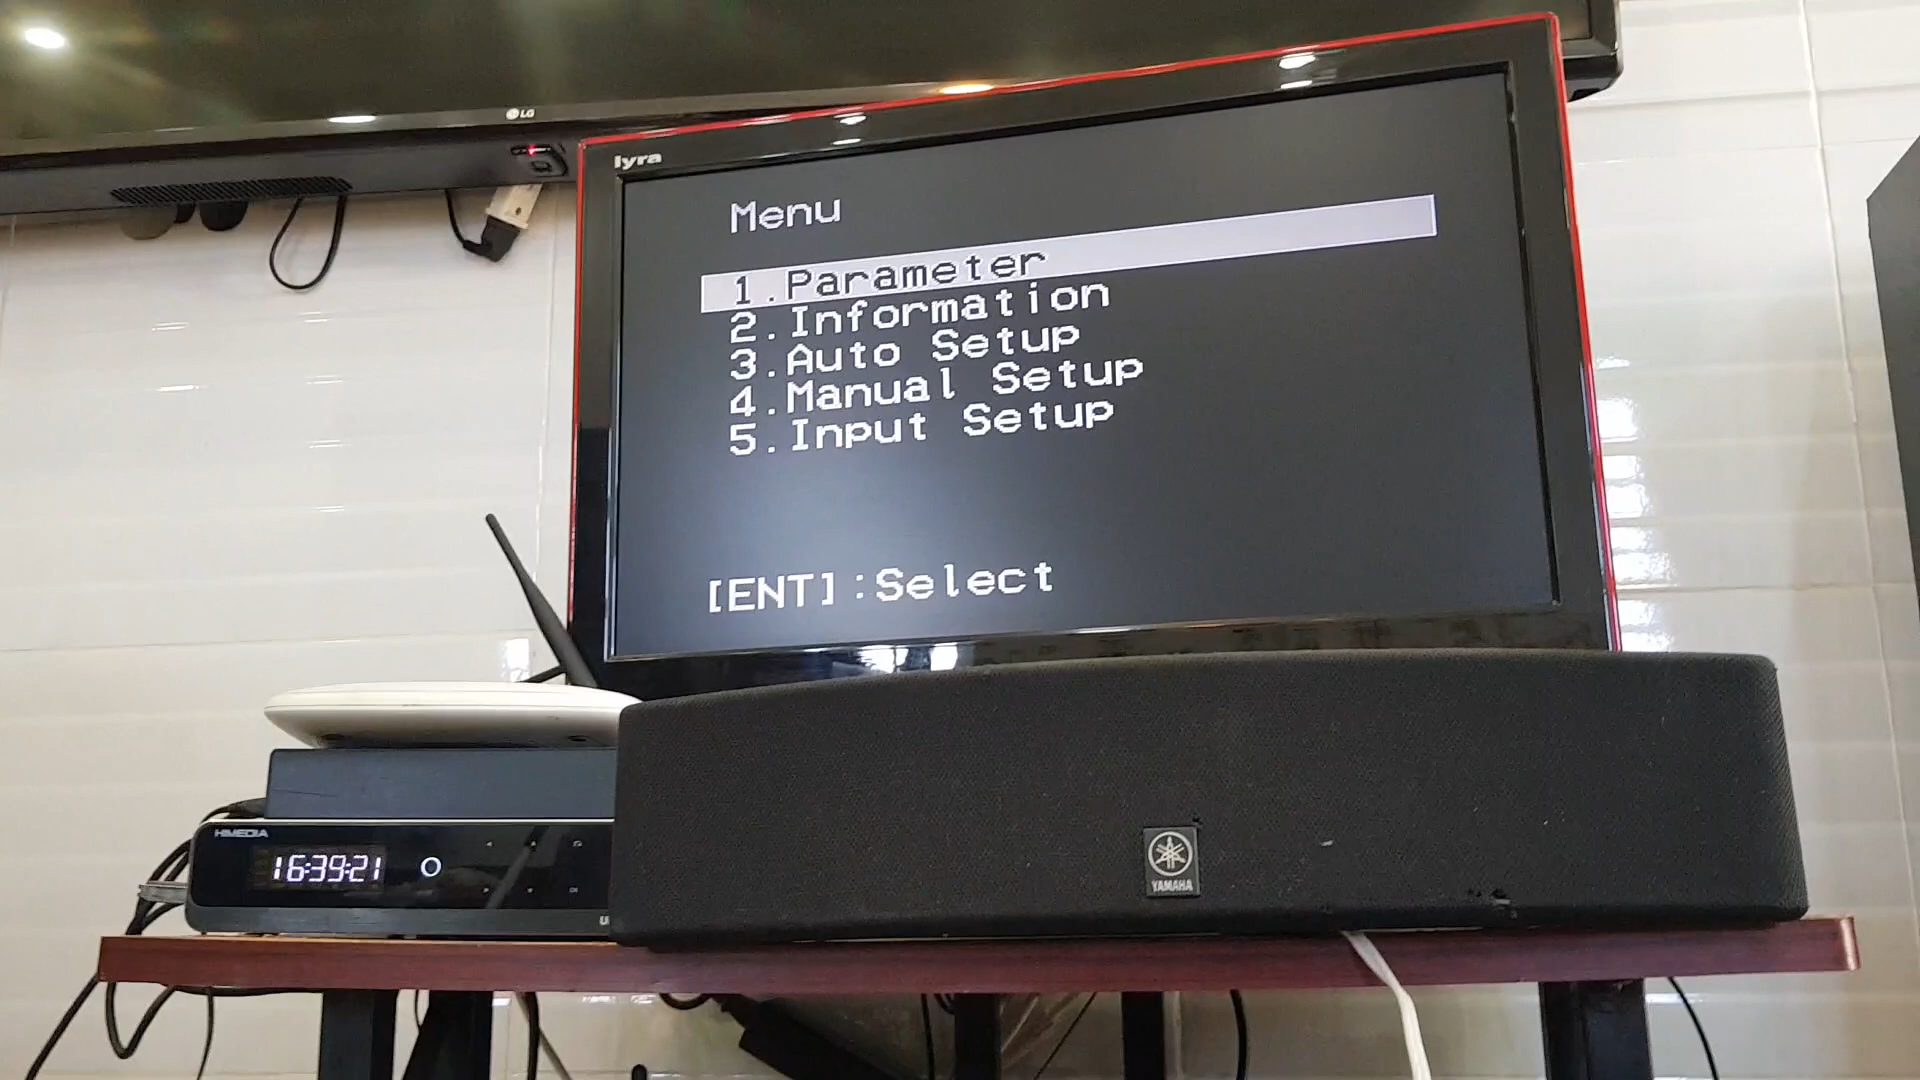 LG
lyra
Menu
1.Parameter
2.Information
3.Auto Setup
4.Manual Setup
5.Input Setup
[ENT]:Select
HIMEDIA
16:39:21
YAMAHA